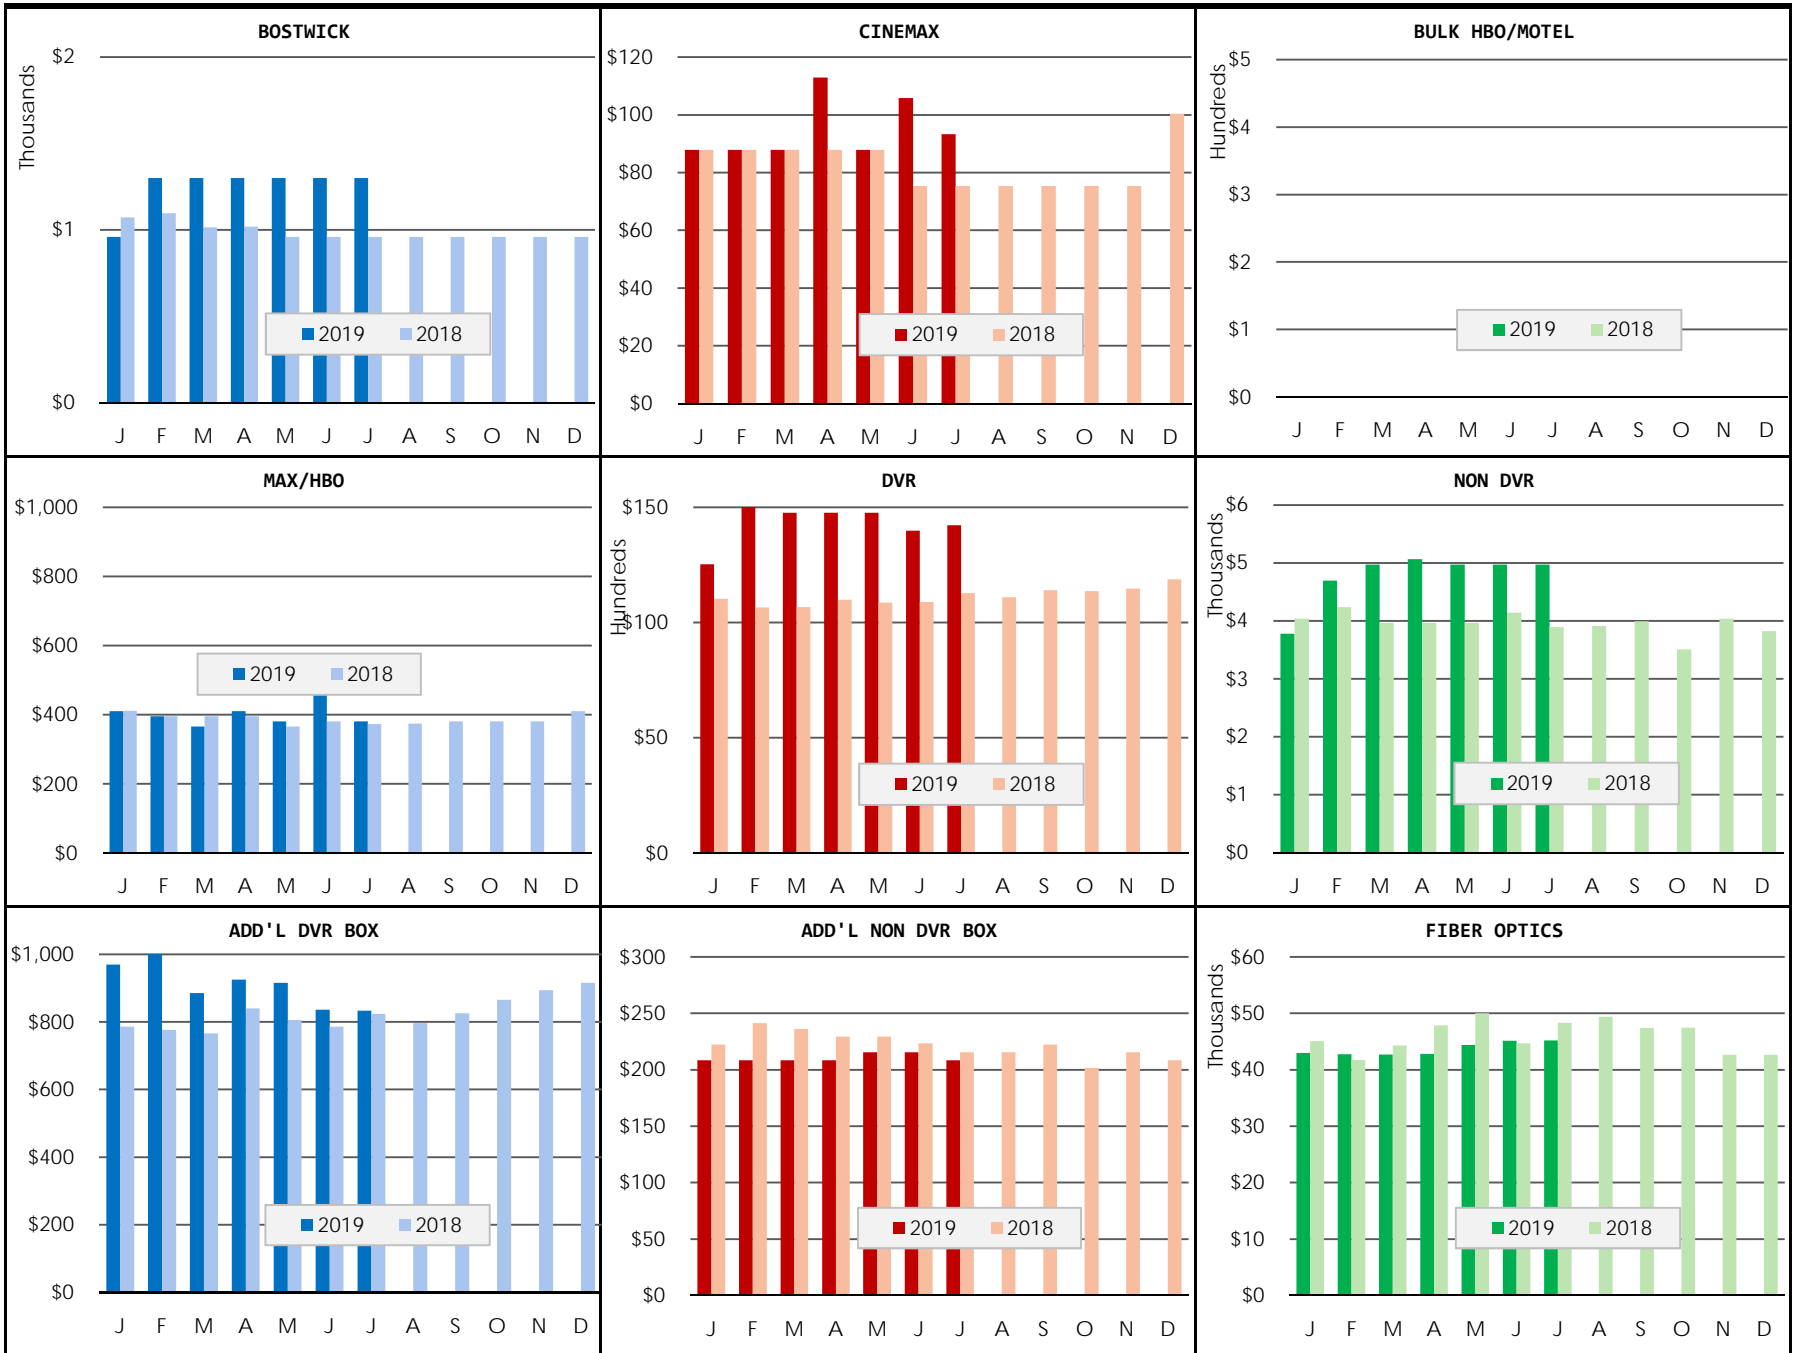 BOSTWICK
Thousands
$2
$1
$0
2019 2018
J F M A M J J A S O N D
CINEMAX
$120
$100
$80
$60
$40
$20
$0
2019 2018
J F M A M J J A S O N D
BULK HBO/MOTEL
Hundreds
$5
$4
$3
$2
$1
$0
2019 2018
J F M A M J J A S O N D
MAX/HBO
$1,000
$800
$600
$400
$200
$0
2019 2018
J F M A M J J A S O N D
DVR
Hundreds
$150
$100
$50
$0
2019 2018
J F M A M J J A S O N D
NON DVR
Thousands
$6
$5
$4
$3
$2
$1
$0
2019 2018
J F M A M J J A S O N D
ADD'L DVR BOX
$1,000
$800
$600
$400
$200
$0
2019 2018
J F M A M J J A S O N D
ADD'L NON DVR BOX
$300
$250
$200
$150
$100
$50
$0
2019 2018
J F M A M J J A S O N D
FIBER OPTICS
Thousands
$60
$50
$40
$30
$20
$10
$0
2019 2018
J F M A M J J A S O N D